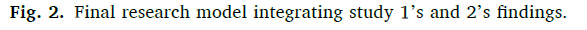 Fig. 2. Final research model integrating study 1's and 2's findings.